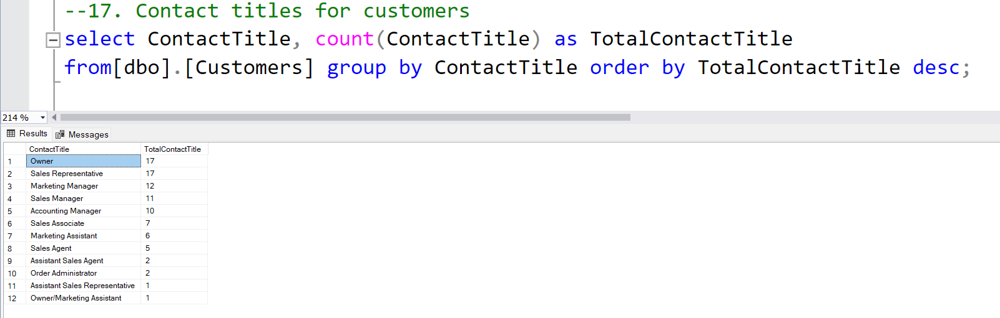 --17. Contact titles for customers
select ContactTitle, count(ContactTitle) as TotalContactTitle
from[dbo].[Customers] group by ContactTitle order by TotalContactTitle desc;
214 %
Results Messages
ContactTitle TotalContactTitle
1 Owner 17
2 Sales Representative 17
3 Marketing Manager 12
4 Sales Manager 11
5 Accounting Manager 10
6 Sales Associate 7
7 Marketing Assistant 6
8 Sales Agent 5
9 Assistant Sales Agent 2
10 Order Administrator 2
11 Assistant Sales Representative 1
12 Owner/Marketing Assistant 1